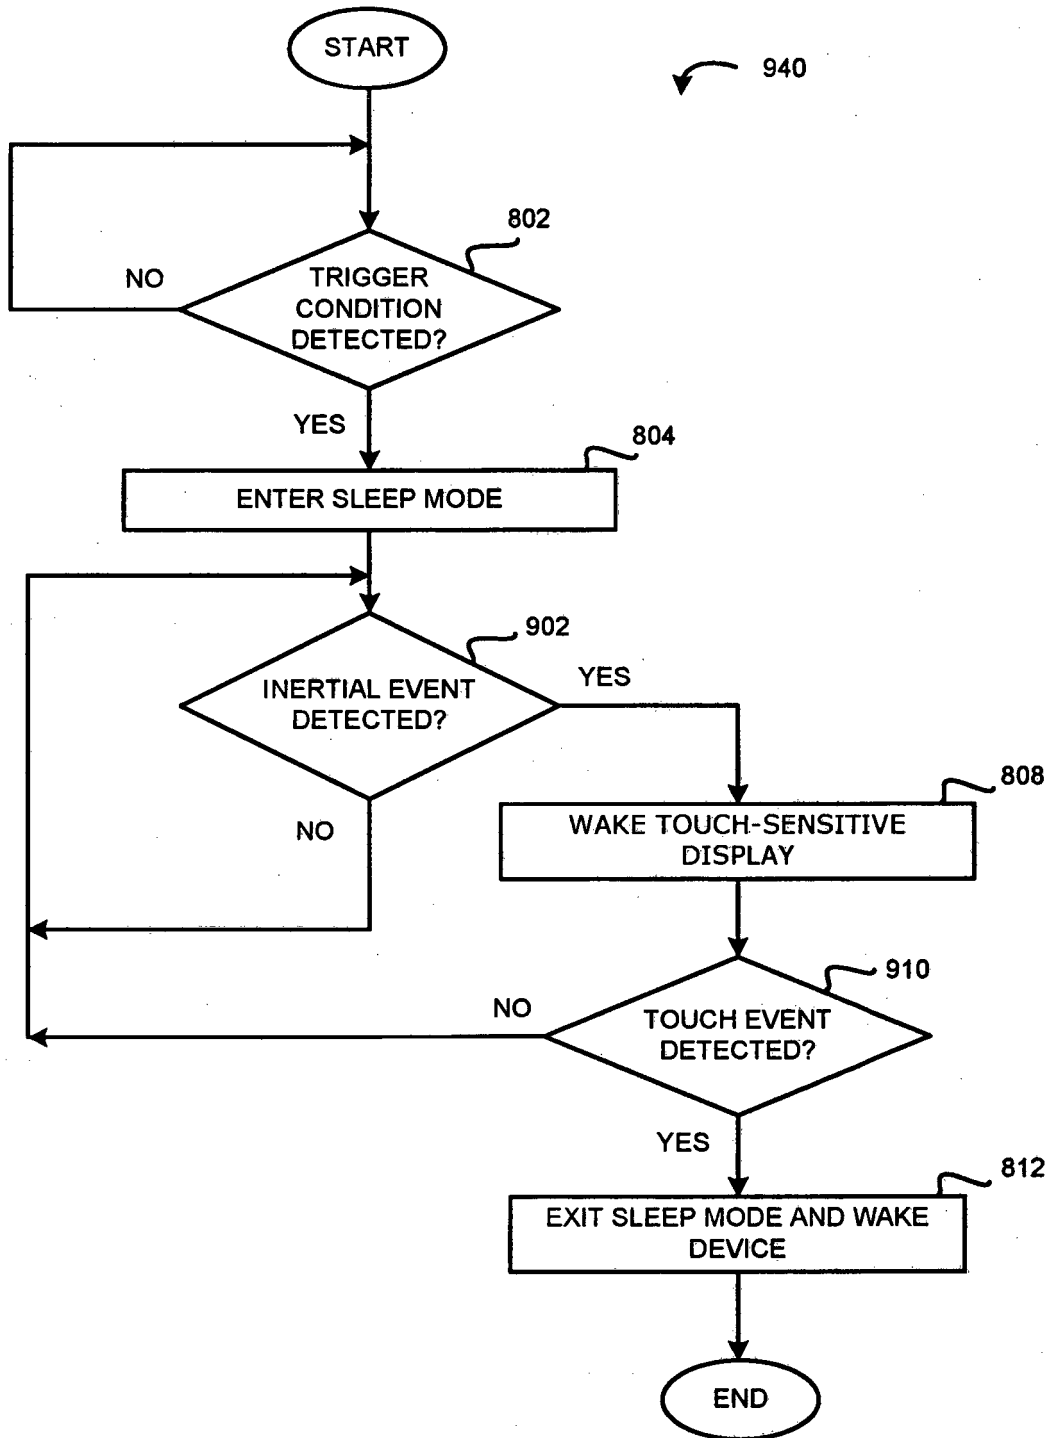 START
940
802
TRIGGER
CONDITION
DETECTED?
NO
YES
804
ENTER SLEEP MODE
902
INERTIAL EVENT
DETECTED?
YES
NO
808
WAKE TOUCH-SENSITIVE
DISPLAY
910
TOUCH EVENT
DETECTED?
NO
YES
812
EXIT SLEEP MODE AND WAKE
DEVICE
END